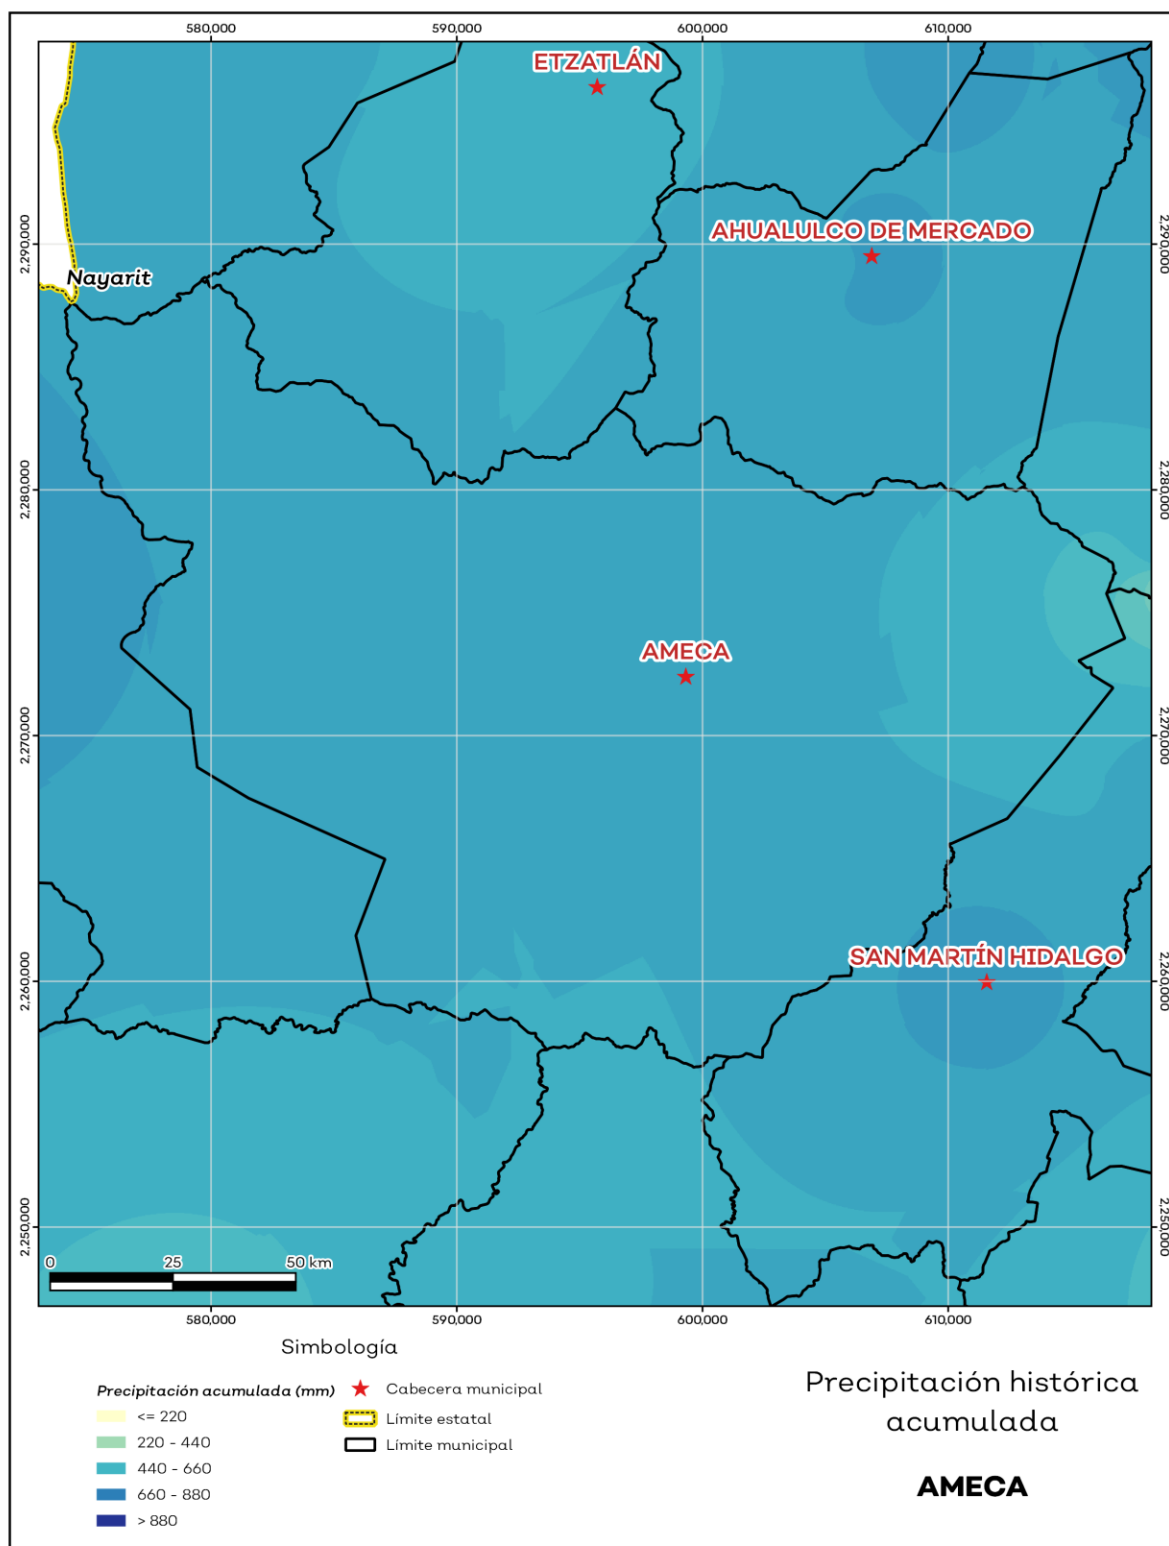 580,000 590,000 600,000 610,000
ETZATLÁN
AHUALULCO DE MERCADO
2,290,000 2,290,000
Nayarit
2,280,000 2,280,000
AMECA
2,270,000 2,270,000
SAN MARTÍN HIDALGO
2,260,000 2,260,000
2,250,000 2,250,000
0 25 50 km
580,000 590,000 600,000 610,000
Simbología
Precipitación acumulada (mm)
<= 220
220 - 440
440 - 660
660 - 880
> 880
Cabecera municipal
Límite estatal
Límite municipal
Precipitación histórica
acumulada
AMECA